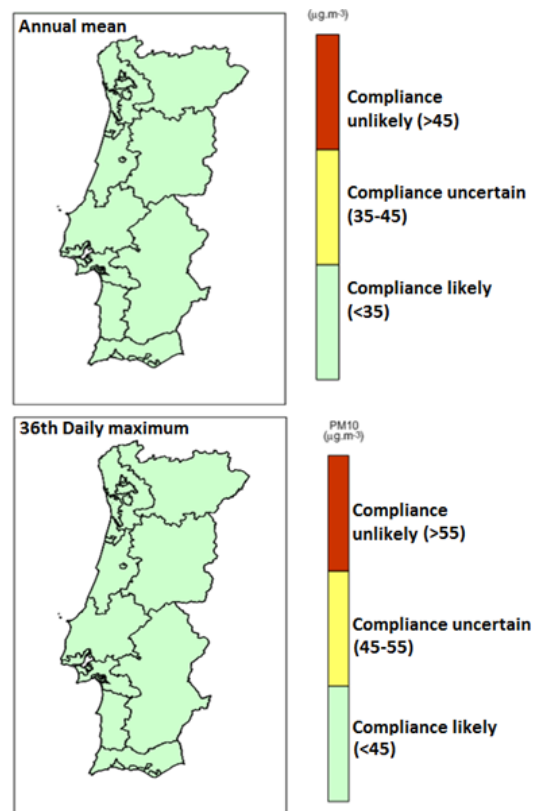 Annual mean
(µg.m-3)
Compliance
unlikely (>45)
Compliance uncertain
(35-45)
Compliance likely
(<35)
36th Daily maximum
PM10
(µg.m-3)
Compliance
unlikely (>55)
Compliance uncertain
(45-55)
Compliance likely
(<45)